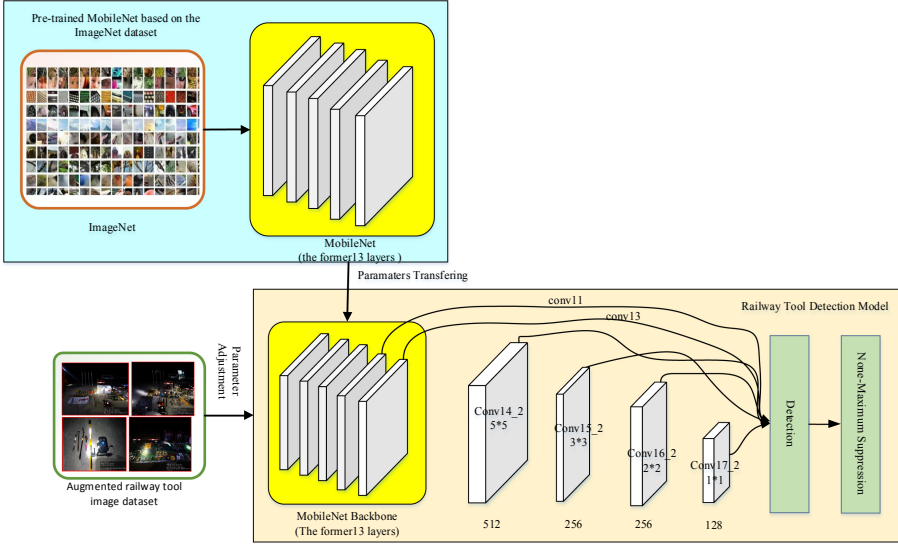 Pre-trained MobileNet based on the
ImageNet dataset
ImageNet
MobileNet
(the former13 layers )
Paramaters Transfering
Railway Tool Detection Model
conv11
conv13
Parameter
Adjustment
Augmented railway tool
image dataset
MobileNet Backbone
(The former13 layers)
Conv14_2
5*5
Conv15_2
3*3
Conv16_2
2*2
Conv17_2
1*1
512
256
256
128
Detection
None-Maximum Suppression